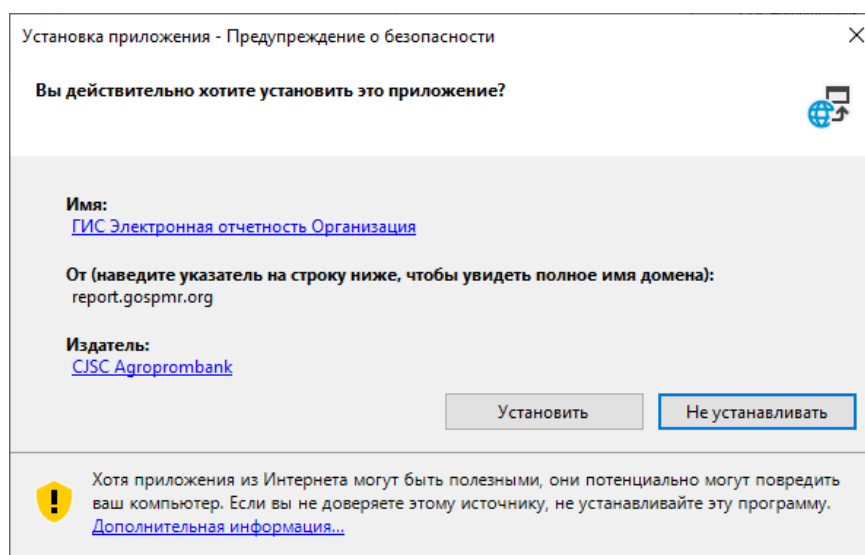 Установка приложения - Предупреждение о безопасности
Вы действительно хотите установить это приложение?
Имя:
ГИС Электронная отчетность Организация
От (наведите указатель на строку ниже, чтобы увидеть полное имя домена):
report.gospmr.org
Издатель:
CJSC Agroprombank
Установить
Не устанавливать
Хотя приложения из Интернета могут быть полезными, они потенциально могут повредить
ваш компьютер. Если вы не доверяете этому источнику, не устанавливайте эту программу.
Дополнительная информация...